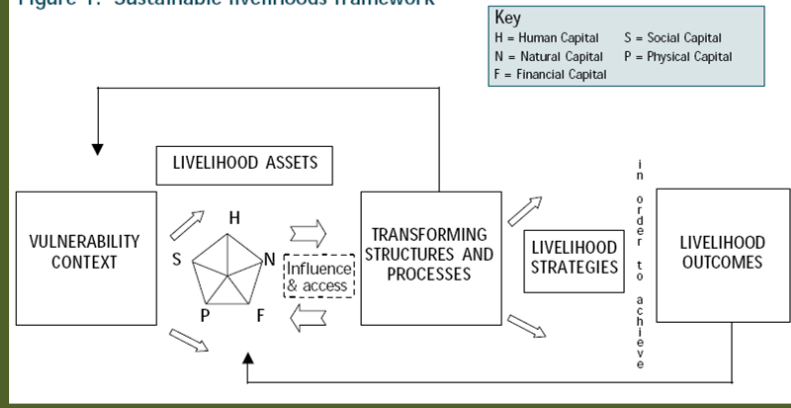 Figure 1: Sustainable livelihoods framework
Key
H = Human Capital S = Social Capital
N = Natural Capital P = Physical Capital
F = Financial Capital
LIVELIHOOD ASSETS
VULNERABILITY
CONTEXT
H
S
N
P
F
Influence
& access
TRANSFORMING
STRUCTURES AND
PROCESSES
LIVELIHOOD
STRATEGIES
in order to achieve
LIVELIHOOD
OUTCOMES